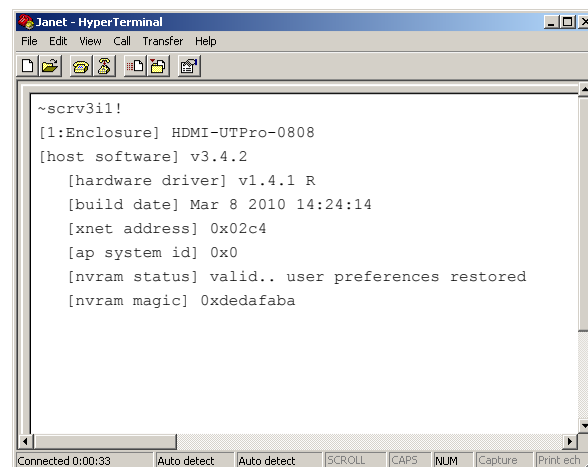 Janet - HyperTerminal
File Edit View Call Transfer Help
~scrv3i1!
[1:Enclosure] HDMI-UTPro-0808
[host software] v3.4.2
[hardware driver] v1.4.1 R
[build date] Mar 8 2010 14:24:14
[xnet address] 0x02c4
[ap system id] 0x0
[nvram status] valid.. user preferences restored
[nvram magic] 0xdedafaba
Connected 0:00:33 Auto detect Auto detect SCROLL CAPS NUM Capture Print ech